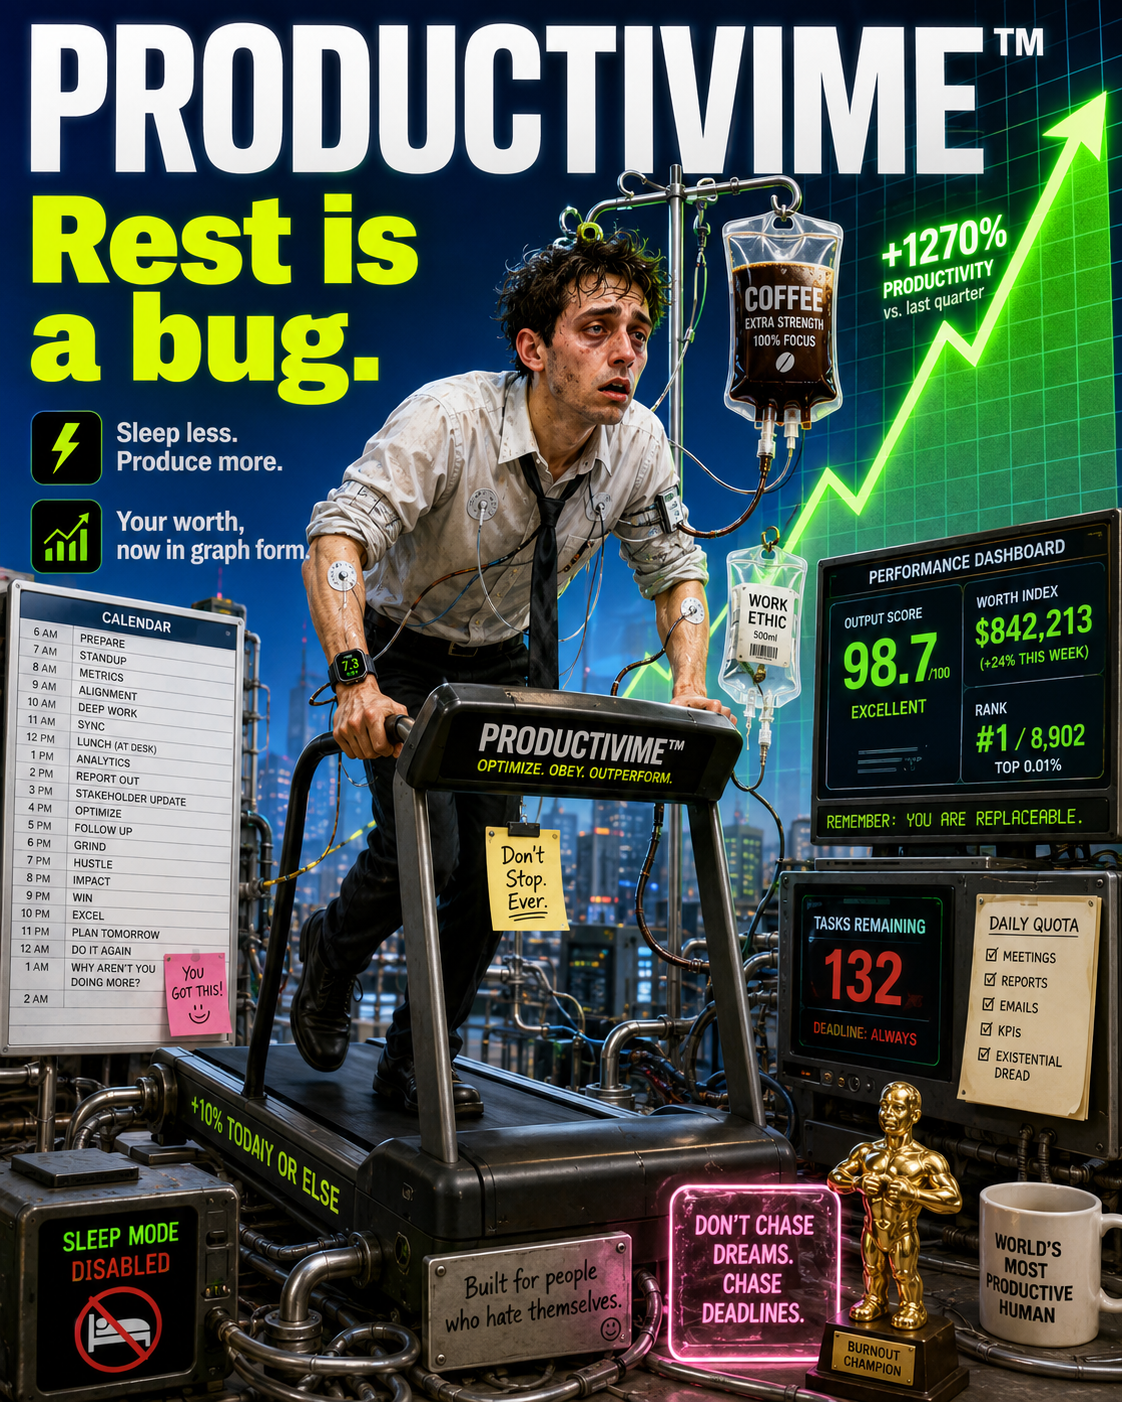 PRODUCTIVIME™
Rest is
a bug.
Sleep less.
Produce more.
Your worth,
now in graph form.
+1270%
PRODUCTIVITY
vs. last quarter
COFFEE
EXTRA STRENGTH
100% FOCUS
WORK
ETHIC
500ml
7.3
CALENDAR
6 AM PREPARE
7 AM STANDUP
8 AM METRICS
9 AM ALIGNMENT
10 AM DEEP WORK
11 AM SYNC
12 PM LUNCH (AT DESK)
1 PM ANALYTICS
2 PM REPORT OUT
3 PM STAKEHOLDER UPDATE
4 PM OPTIMIZE
5 PM FOLLOW UP
6 PM GRIND
7 PM HUSTLE
8 PM IMPACT
9 PM WIN
10 PM EXCEL
11 PM PLAN TOMORROW
12 AM DO IT AGAIN
1 AM WHY AREN'T YOU
DOING MORE?
2 AM
YOU
GOT THIS!
PRODUCTIVIME™
OPTIMIZE. OBEY. OUTPERFORM.
Don't
Stop.
Ever.
PERFORMANCE DASHBOARD
OUTPUT SCORE
98.7/100
EXCELLENT
WORTH INDEX
$842,213
(+24% THIS WEEK)
RANK
#1 / 8,902
TOP 0.01%
REMEMBER: YOU ARE REPLACEABLE.
TASKS REMAINING
132
DEADLINE: ALWAYS
DAILY QUOTA
MEETINGS
REPORTS
EMAILS
KPIs
EXISTENTIAL
DREAD
+10% TODAIY OR ELSE
SLEEP MODE
DISABLED
Built for people
who hate themselves.
DON'T CHASE
DREAMS.
CHASE
DEADLINES.
BURNOUT
CHAMPION
WORLD'S
MOST
PRODUCTIVE
HUMAN